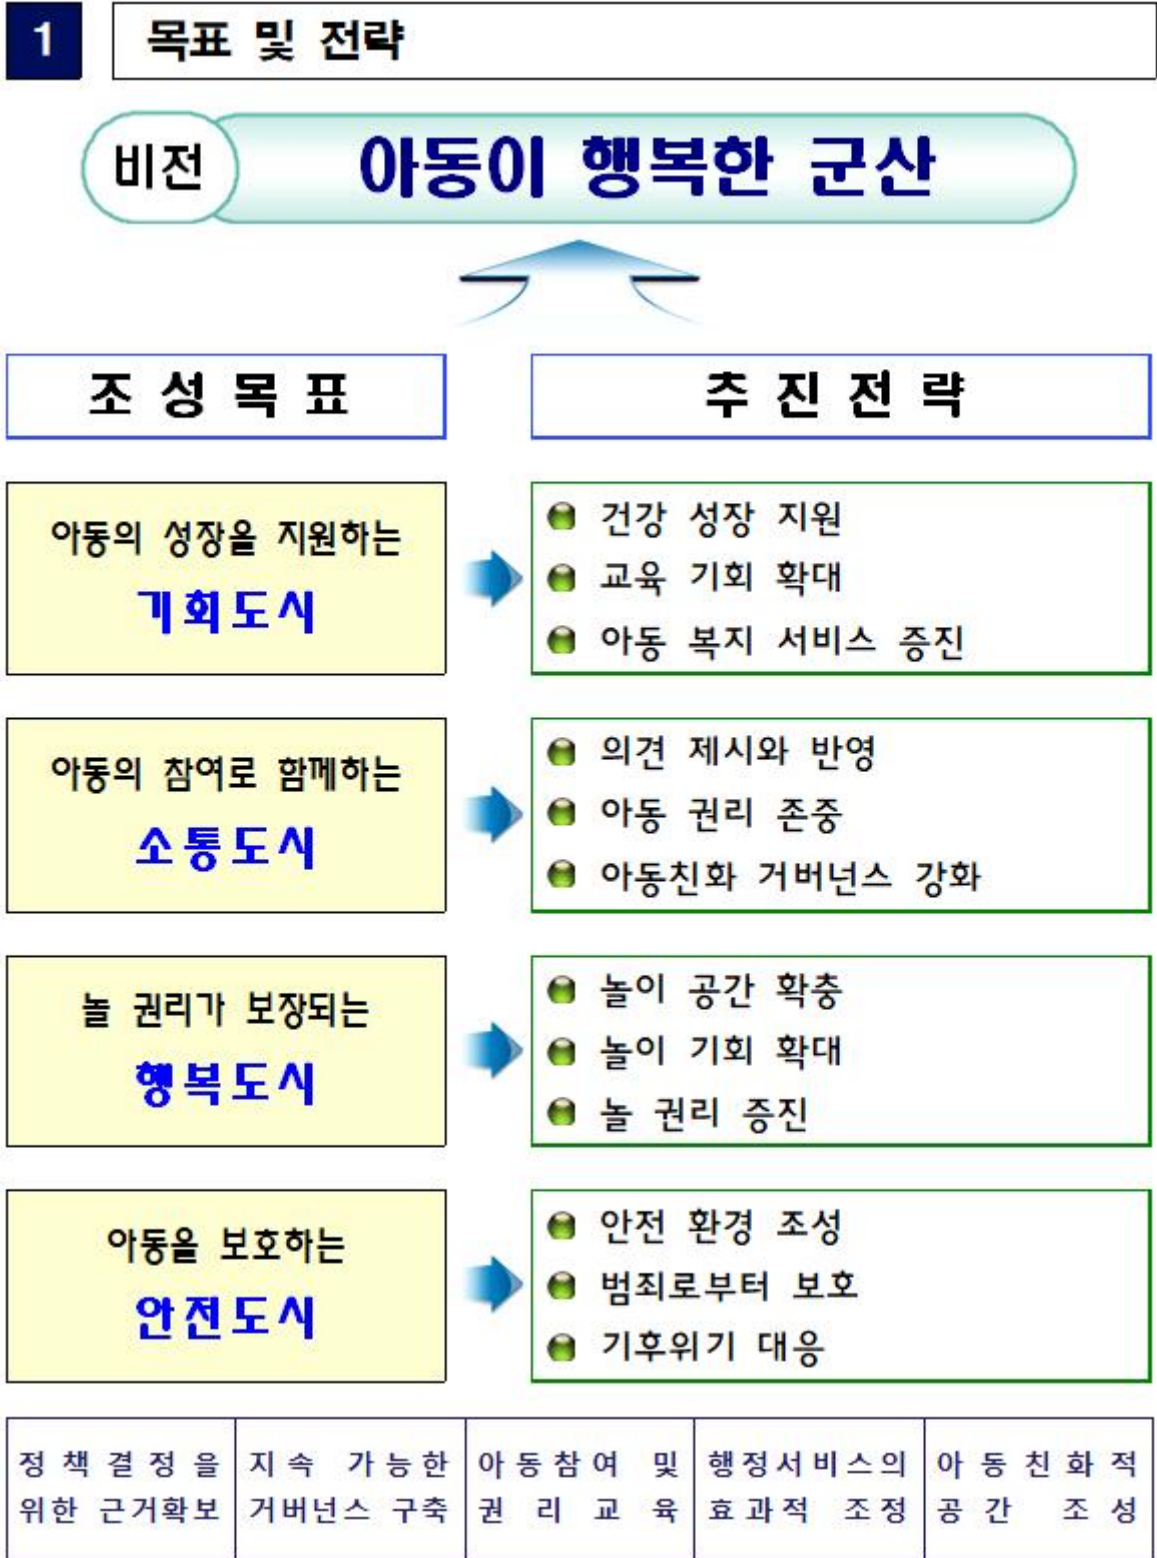 1 목표 및 전략
비전 아동이 행복한 군산
조성목표
추진전략
아동의 성장을 지원하는
기회도시
건강 성장 지원
교육 기회 확대
아동 복지 서비스 증진
아동의 참여로 함께하는
소통도시
의견 제시와 반영
아동 권리 존중
아동친화 거버넌스 강화
놀 권리가 보장되는
행복도시
놀이 공간 확충
놀이 기회 확대
놀 권리 증진
아동을 보호하는
안전도시
안전 환경 조성
범죄로부터 보호
기후위기 대응
정책결정을
위한 근거확보
지속 가능한
거버넌스 구축
아동참여 및
권리교육
행정서비스의
효과적 조정
아동친화적
공간 조성